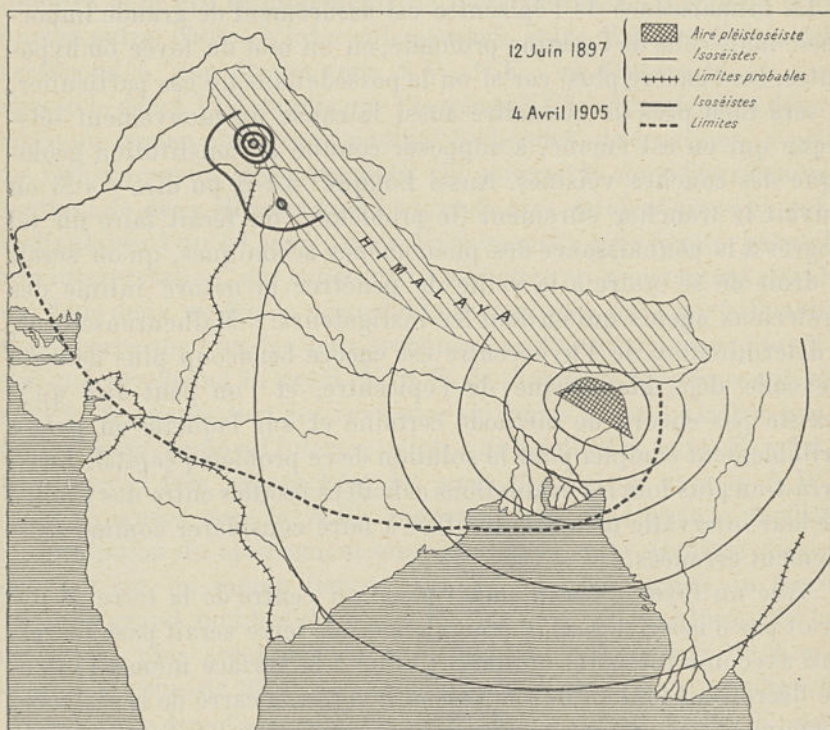 12 Juin 1897
Aire pléistoséiste
Isoséistes
Limites probables
4 Avril 1905
Isoséistes
Limites
HIMALAYA